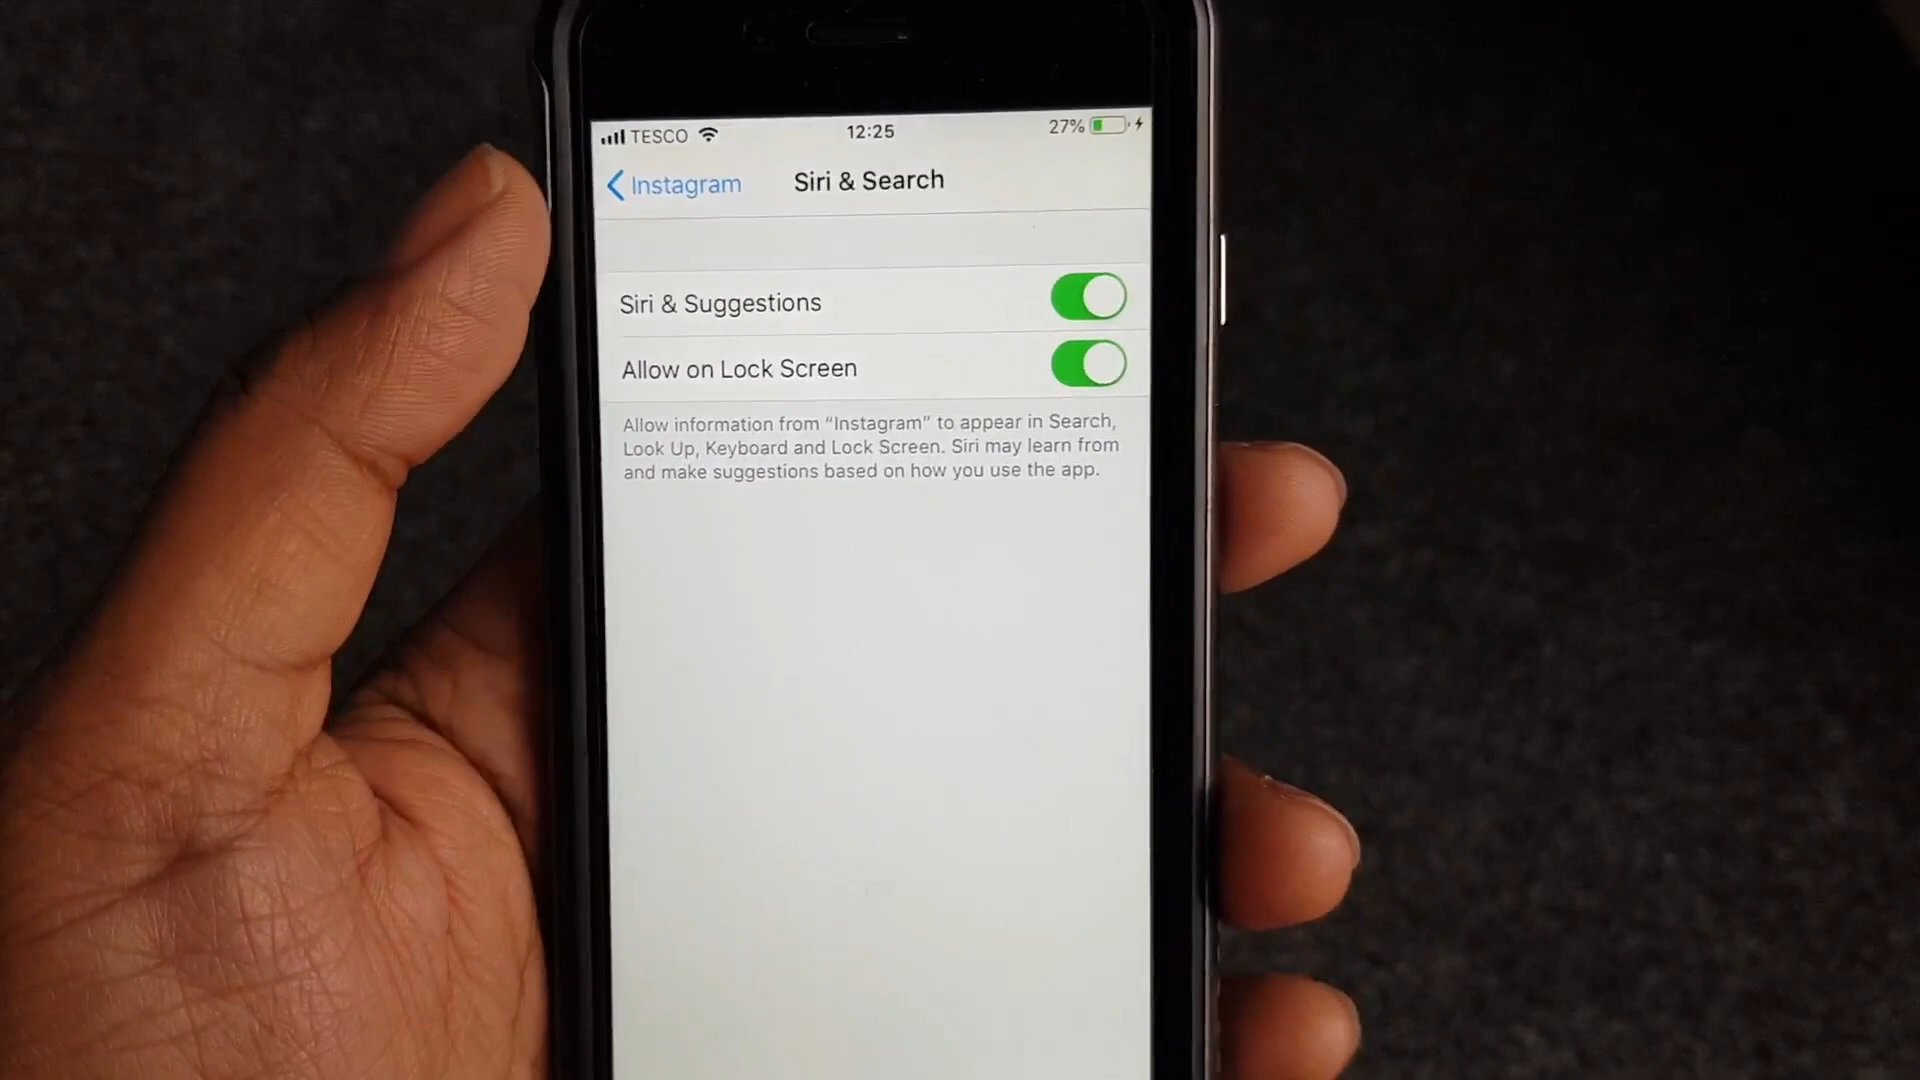 TESCO 12:25 27%
Instagram Siri & Search
Siri & Suggestions
Allow on Lock Screen
Allow information from “Instagram” to appear in Search,
Look Up, Keyboard and Lock Screen. Siri may learn from
and make suggestions based on how you use the app.